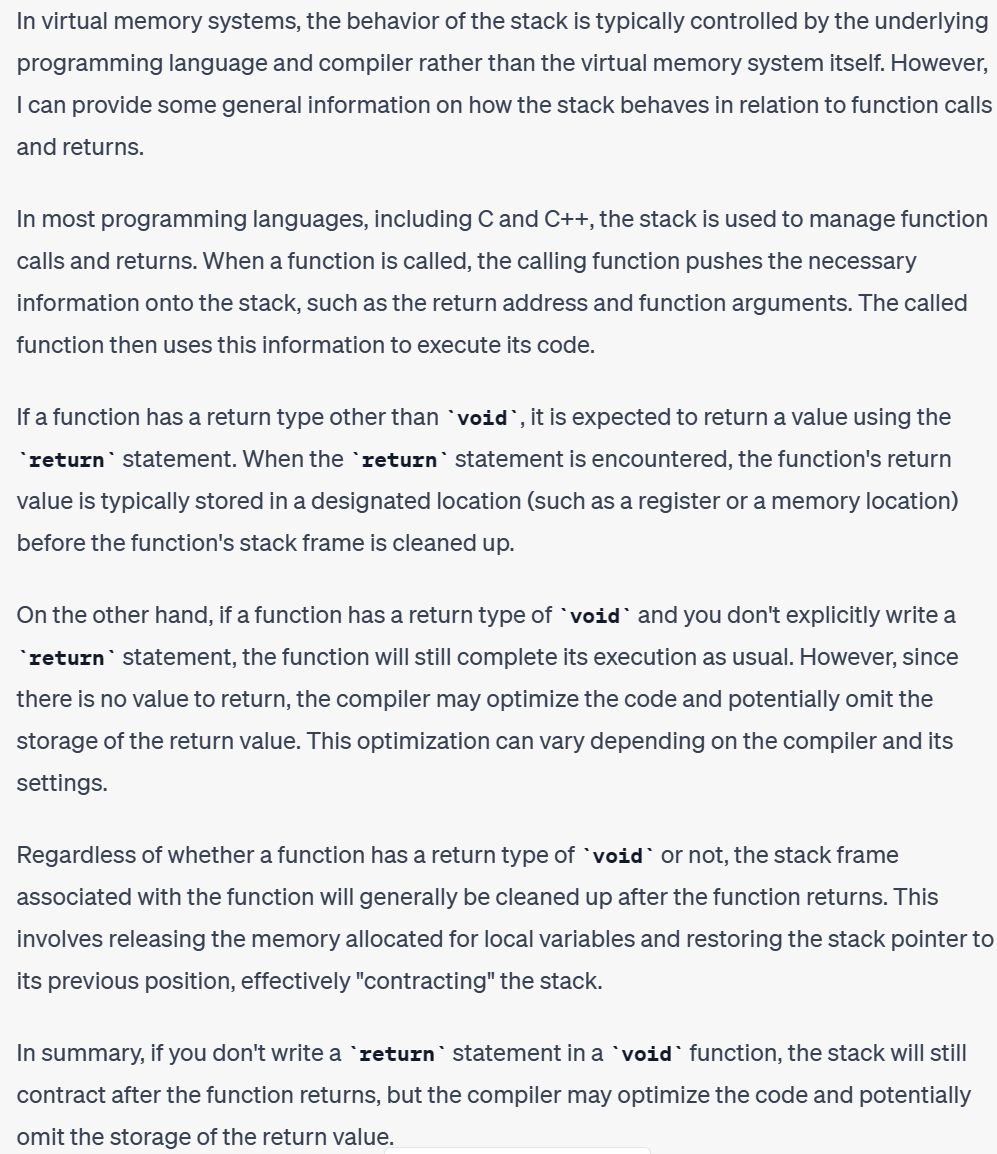 In virtual memory systems, the behavior of the stack is typically controlled by the underlying
programming language and compiler rather than the virtual memory system itself. However,
I can provide some general information on how the stack behaves in relation to function calls
and returns.
In most programming languages, including C and C++, the stack is used to manage function
calls and returns. When a function is called, the calling function pushes the necessary
information onto the stack, such as the return address and function arguments. The called
function then uses this information to execute its code.
If a function has a return type other than `void`, it is expected to return a value using the
`return` statement. When the `return` statement is encountered, the function's return
value is typically stored in a designated location (such as a register or a memory location)
before the function's stack frame is cleaned up.
On the other hand, if a function has a return type of `void` and you don't explicitly write a
`return` statement, the function will still complete its execution as usual. However, since
there is no value to return, the compiler may optimize the code and potentially omit the
storage of the return value. This optimization can vary depending on the compiler and its
settings.
Regardless of whether a function has a return type of `void` or not, the stack frame
associated with the function will generally be cleaned up after the function returns. This
involves releasing the memory allocated for local variables and restoring the stack pointer to
its previous position, effectively "contracting" the stack.
In summary, if you don't write a `return` statement in a `void` function, the stack will still
contract after the function returns, but the compiler may optimize the code and potentially
omit the storage of the return value.